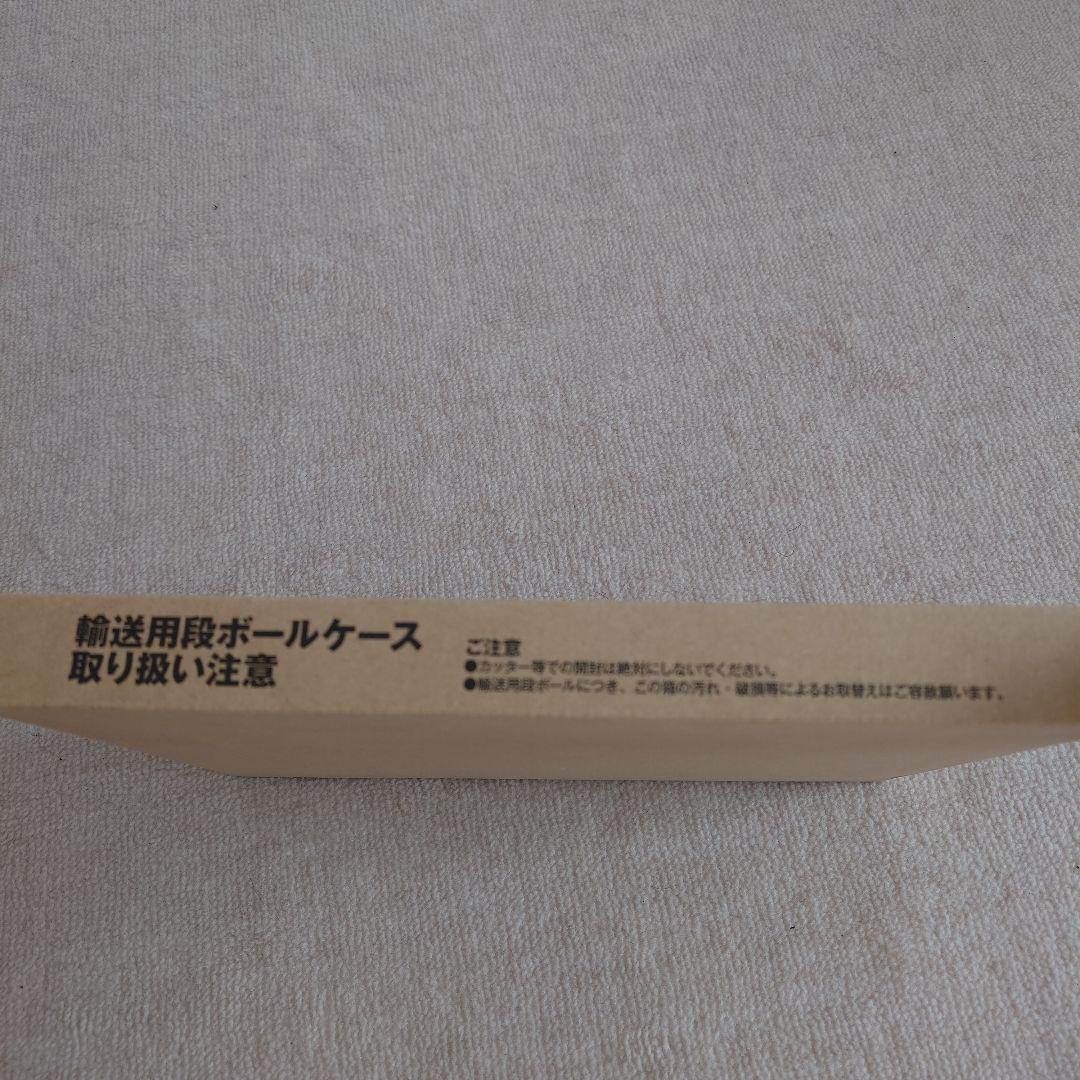 輸送用段ボールケース
取り扱い注意
ご注意
●カッター等での開封は絶対にしないでください。
●輸送用段ボールにつき、この箱の汚れ・破損等によるお取替えはご容赦願います。